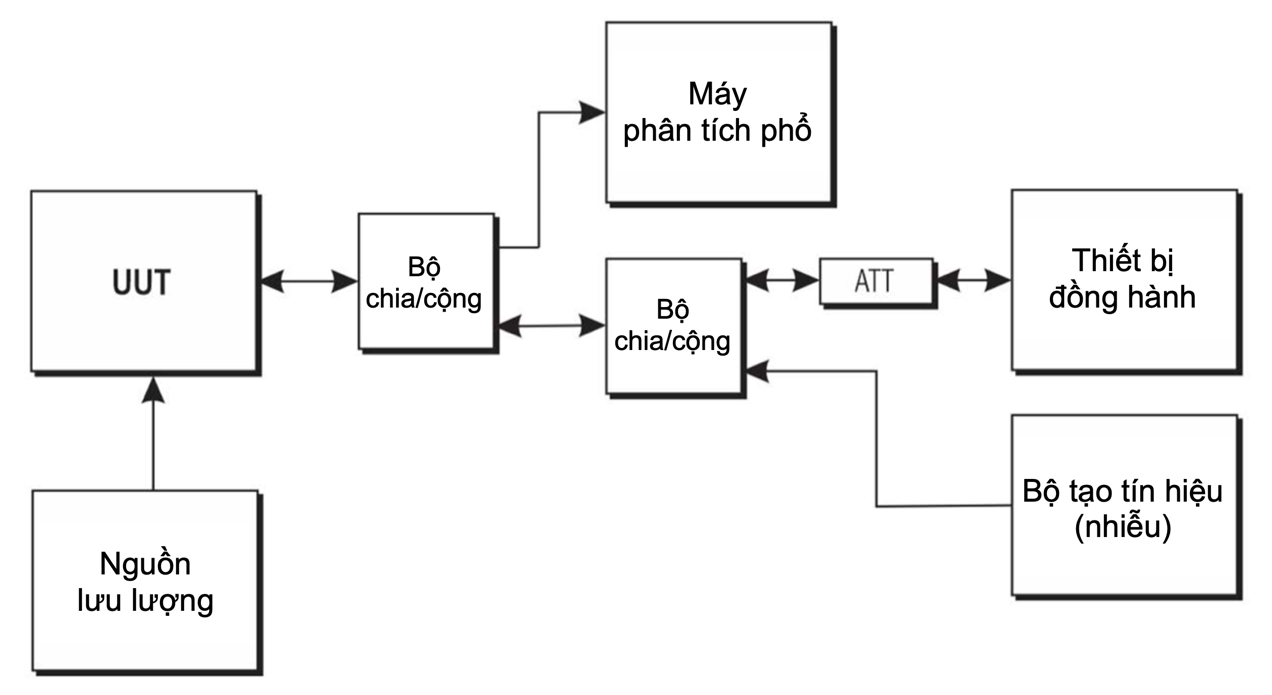 Máy
phân tích phổ
UUT
Bộ
chia/cộng
Bộ
chia/cộng
ATT
Thiết bị
đồng hành
Bộ tạo tín hiệu
(nhiễu)
Nguồn
lưu lượng